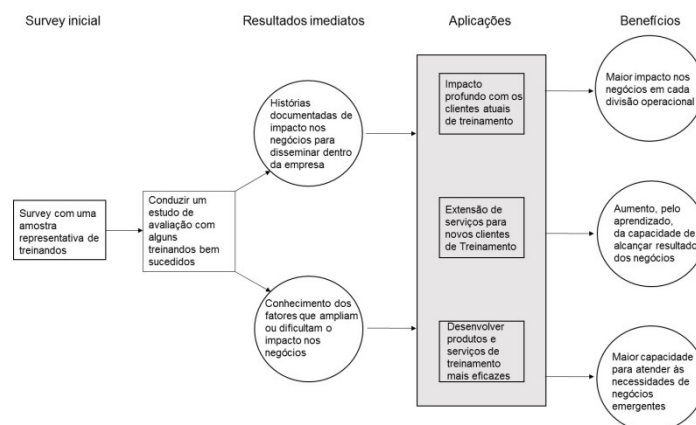 Survey inicial
Resultados imediatos
Aplicações
Benefícios
Survey com uma
amostra
representativa de
treinandos
Conduzir um
estudo de
avaliação com
alguns
treinandos bem
sucedidos
Histórias
documentadas de
impacto nos
negócios para
disseminar dentro
da empresa
Conhecimento dos
fatores que ampliam
ou dificultam o
impacto nos
negócios
Impacto
profundo com os
clientes atuais
de treinamento
Extensão de
serviços para
novos clientes
de Treinamento
Desenvolver
produtos e
serviços de
treinamento
mais eficazes
Maior impacto nos
negócios em cada
divisão operacional
Aumento, pelo
aprendizado,
da capacidade de
alcançar resultado
dos negócios
Maior capacidade
para atender às
necesidades de
negócios
emergentes